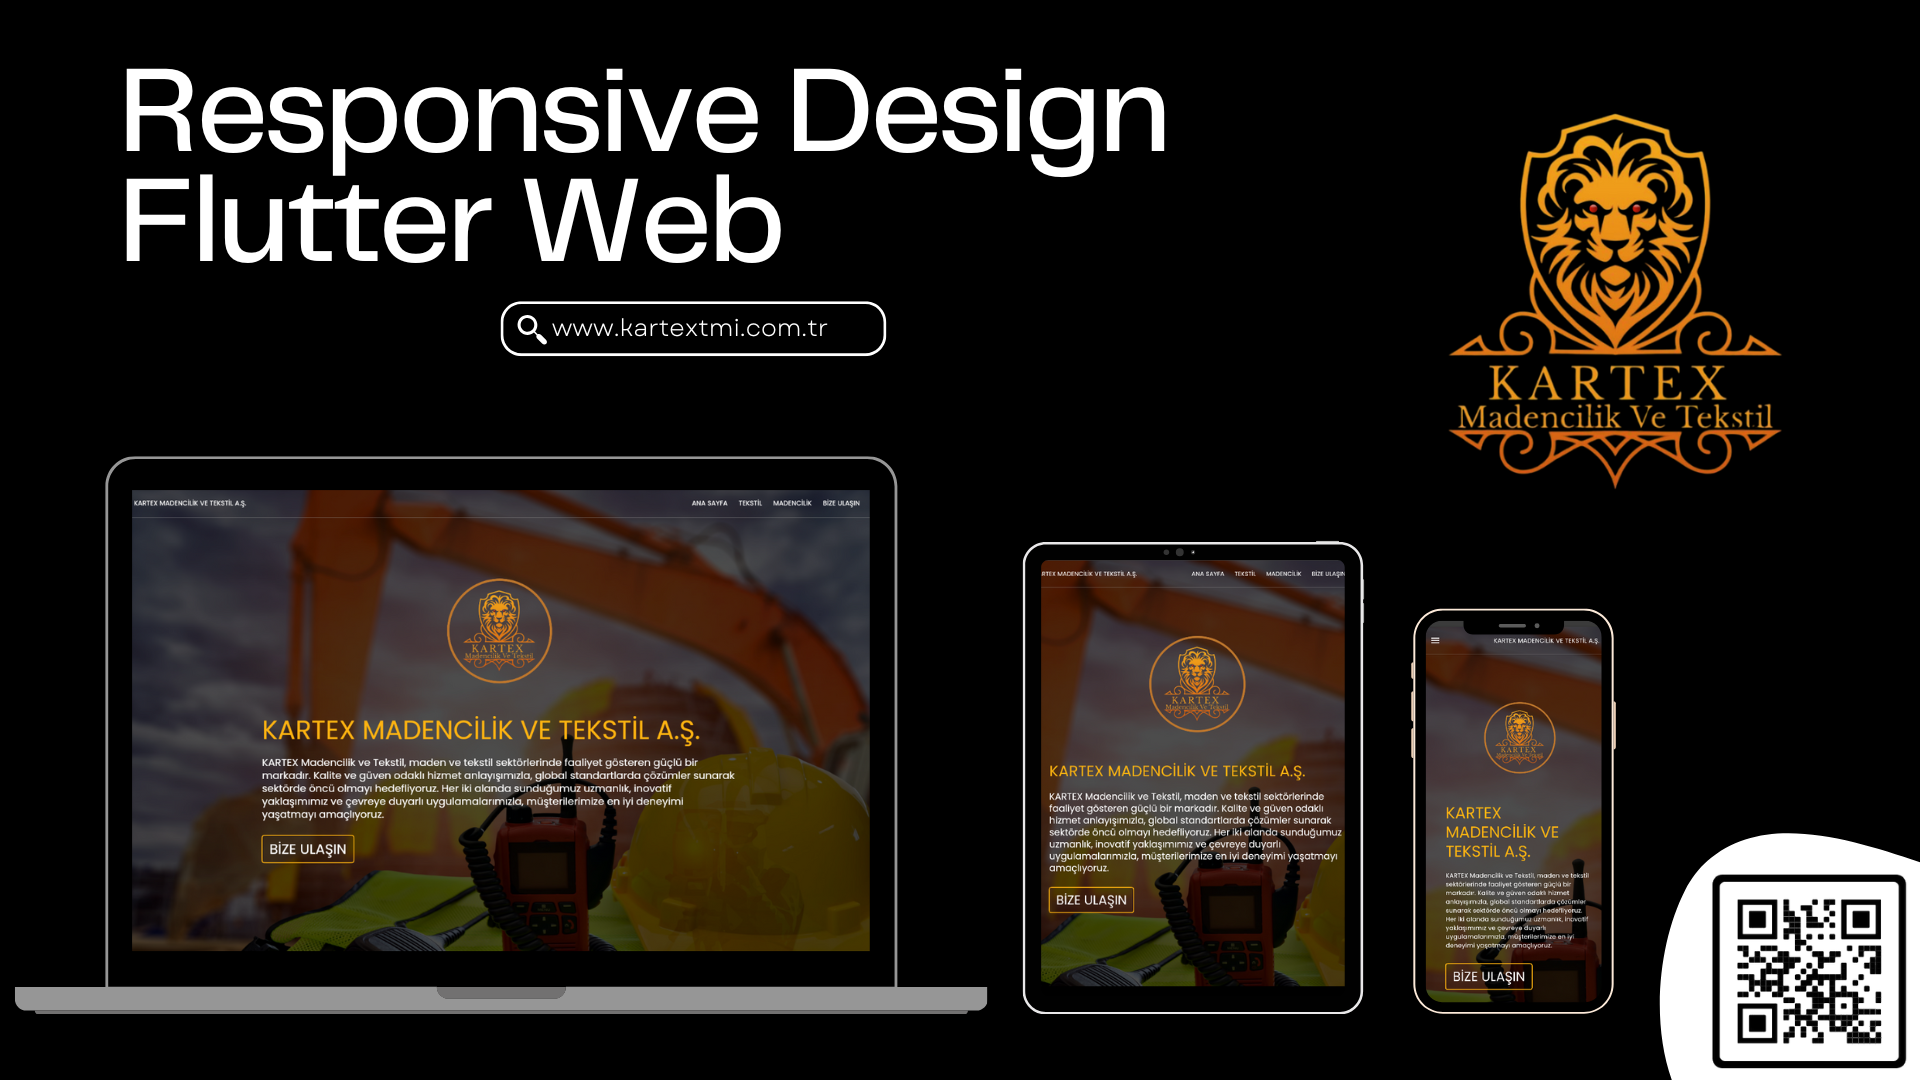 Responsive Design
Flutter Web
www.kartextmi.com.tr
KARTEX
Madencilik Ve Tekstil
KARTEX MADENCİLİK VE TEKSTİL A.Ş.
ANA SAYFA TEKSTİL MADENCİLİK BİZE ULAŞIN
KARTEX
Madencilik Ve Tekstil
KARTEX MADENCİLİK VE TEKSTİL A.Ş.
KARTEX Madencilik ve Tekstil, maden ve tekstil sektörlerinde faaliyet gösteren güçlü bir
markadır. Kalite ve güven odaklı hizmet anlayışımızla, global standartlarda çözümler sunarak
sektörde öncü olmayı hedefliyoruz. Her iki alanda sunduğumuz uzmanlık, inovatif
yaklaşımımız ve çevreye duyarlı uygulamalarımızla, müşterilerimize en iyi deneyimi
yaşatmayı amaçlıyoruz.
BİZE ULAŞIN
RTEX MADENCİLİK VE TEKSTİL A.Ş.
ANA SAYFA TEKSTİL MADENCİLİK BİZE ULAŞIN
KARTEX
Madencilik Ve Tekstil
KARTEX MADENCİLİK VE TEKSTİL A.Ş.
KARTEX Madencilik ve Tekstil, maden ve tekstil sektörlerinde
faaliyet gösteren güçlü bir markadır. Kalite ve güven odaklı
hizmet anlayışımızla, global standartlarda çözümler sunarak
sektörde öncü olmayı hedefliyoruz. Her iki alanda sunduğumuz
uzmanlık, inovatif yaklaşımımız ve çevreye duyarlı
uygulamalarımızla, müşterilerimize en iyi deneyimi yaşatmayı
amaçlıyoruz.
BİZE ULAŞIN
KARTEX MADENCİLİK VE TEKSTİL A.Ş.
KARTEX
Madencilik Ve Tekstil
KARTEX
MADENCİLİK VE
TEKSTİL A.Ş.
KARTEX Madencilik ve Tekstil, maden ve tekstil
sektörlerinde faaliyet gösteren güçlü bir
markadır. Kalite ve güven odaklı hizmet
anlayışımızla, global standartlarda çözümler
sunarak sektörde öncü olmayı hedefliyoruz.
Her iki alanda sunduğumuz uzmanlık, inovatif
yaklaşımımız ve çevreye duyarlı
uygulamalarımızla, müşterilerimize en iyi
deneyimi yaşatmayı amaçlıyoruz.
BİZE ULAŞIN